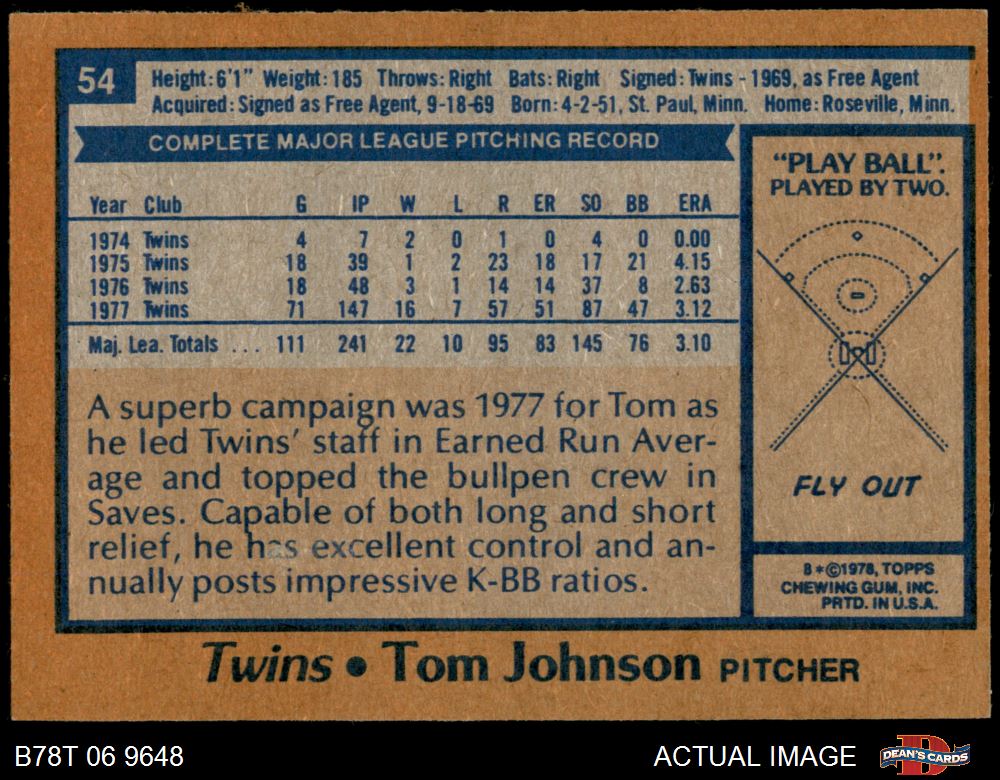 54
Height: 6'1" Weight: 185 Throws: Right Bats: Right Signed: Twins - 1969, as Free Agent
Acquired: Signed as Free Agent, 9-18-69 Born: 4-2-51, St. Paul, Minn. Home: Roseville, Minn.
COMPLETE MAJOR LEAGUE PITCHING RECORD
Year Club G IP W L R ER SO BB ERA
1974 Twins 4 7 2 0 1 0 4 0 0.00
1975 Twins 18 39 1 2 23 18 17 21 4.15
1976 Twins 18 48 3 1 14 14 37 8 2.63
1977 Twins 71 147 16 7 57 51 87 47 3.12
Maj. Lea. Totals ... 111 241 22 10 95 83 145 76 3.10
A superb campaign was 1977 for Tom as
he led Twins' staff in Earned Run Aver-
age and topped the bullpen crew in
Saves. Capable of both long and short
relief, he has excellent control and an-
nually posts impressive K-BB ratios.
"PLAY BALL".
PLAYED BY TWO.
FLY OUT
8*©1978, TOPPS
CHEWING GUM, INC.
PRTD. IN U.S.A.
Twins • Tom Johnson PITCHER
B78T 06 9648
ACTUAL IMAGE
DEAN'S CARDS